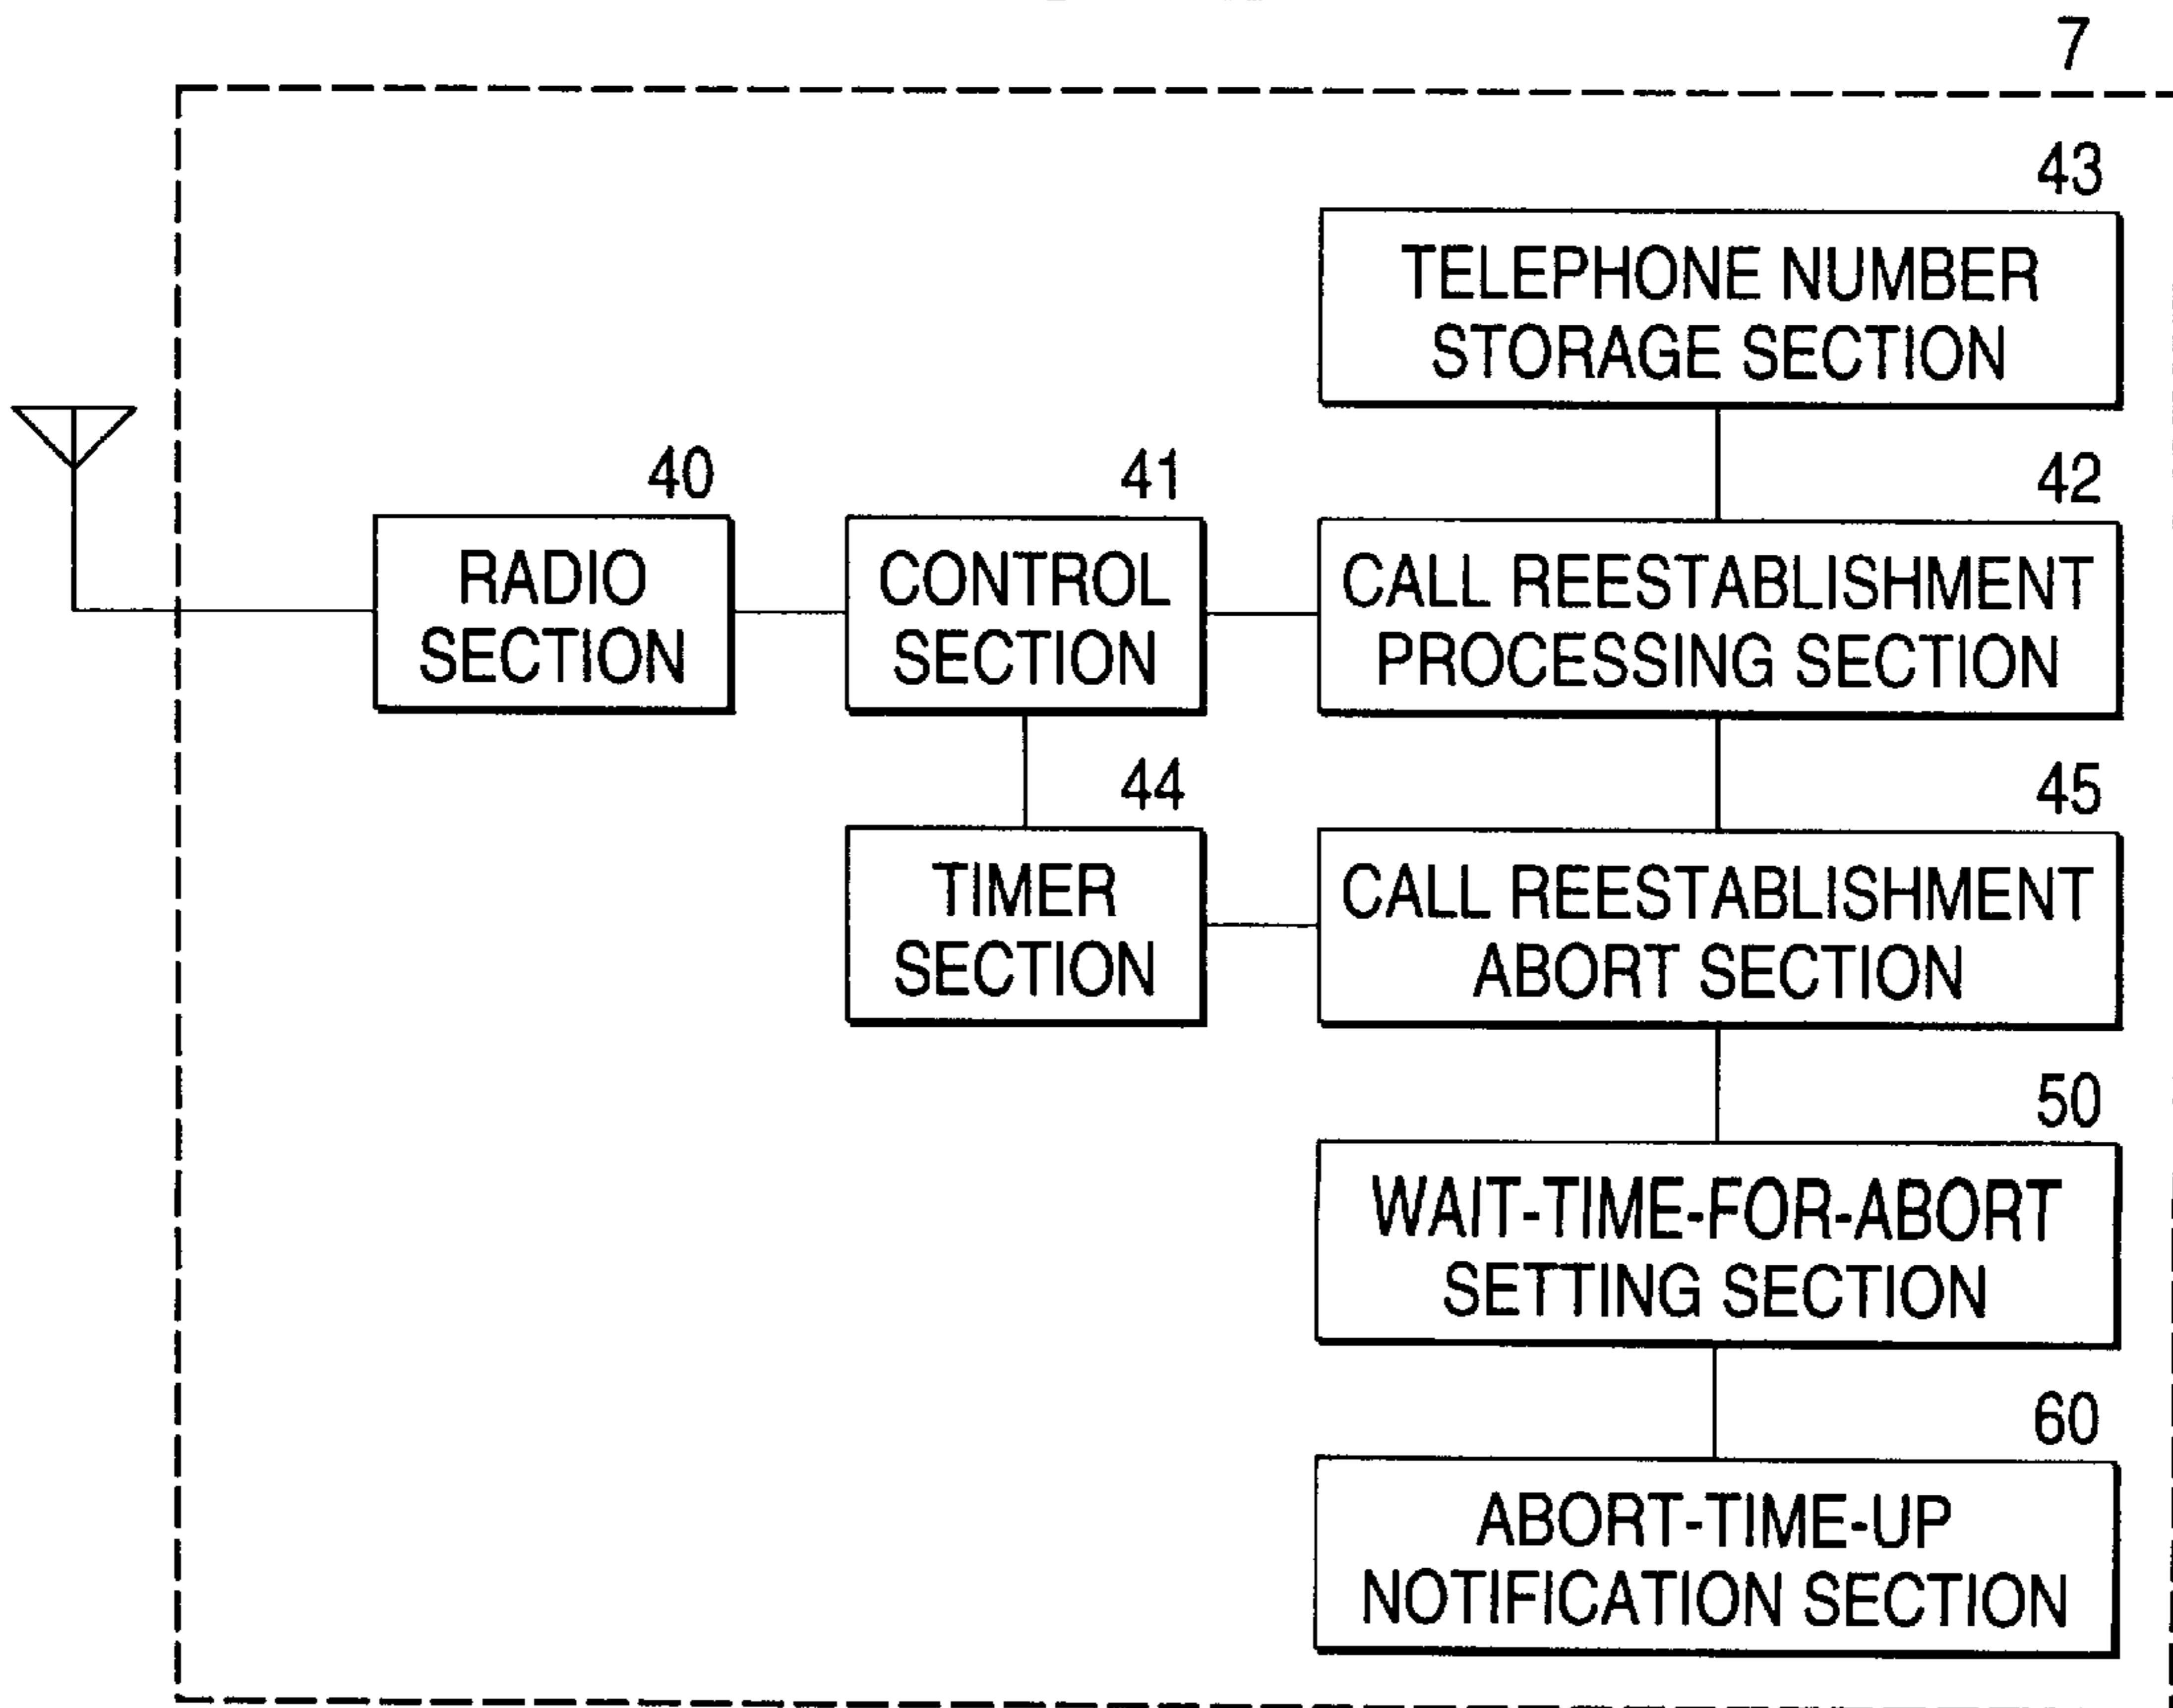 7
43
TELEPHONE NUMBER
STORAGE SECTION
40
41
42
RADIO
SECTION
CONTROL
SECTION
CALL REESTABLISHMENT
PROCESSING SECTION
44
45
TIMER
SECTION
CALL REESTABLISHMENT
ABORT SECTION
50
WAIT-TIME-FOR-ABORT
SETTING SECTION
60
ABORT-TIME-UP
NOTIFICATION SECTION